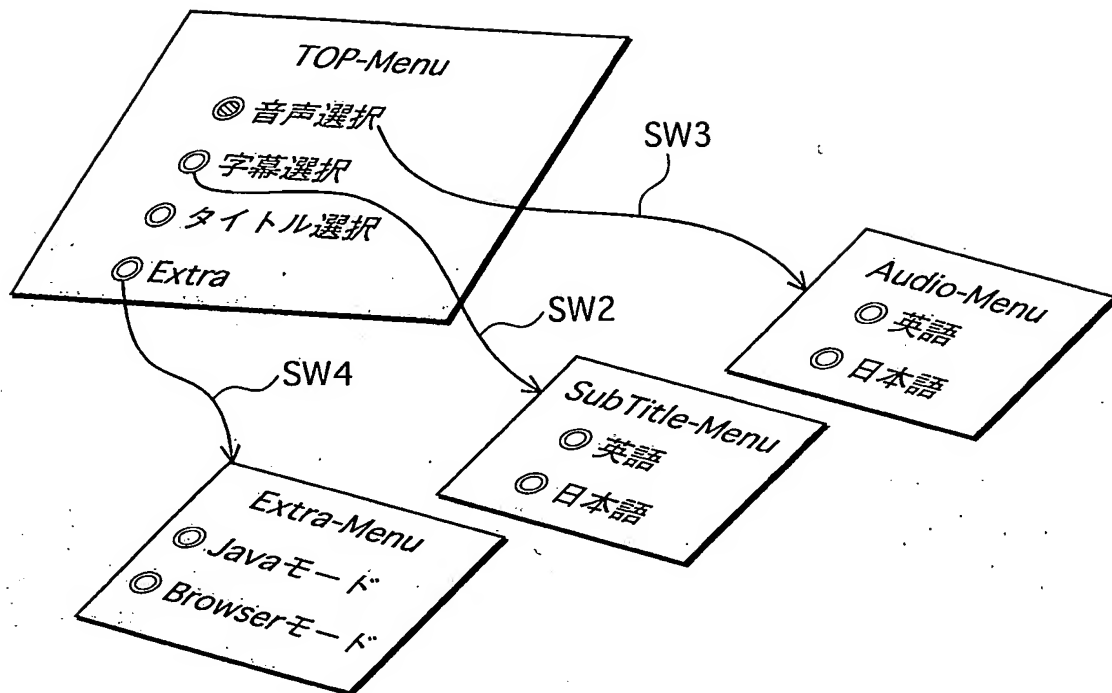 TOP-Menu
音声選択
字幕選択
タイトル選択
Extra
SW3
SW2
SW4
Audio-Menu
英語
日本語
SubTitle-Menu
英語
日本語
Extra-Menu
Javaモード
Browserモード